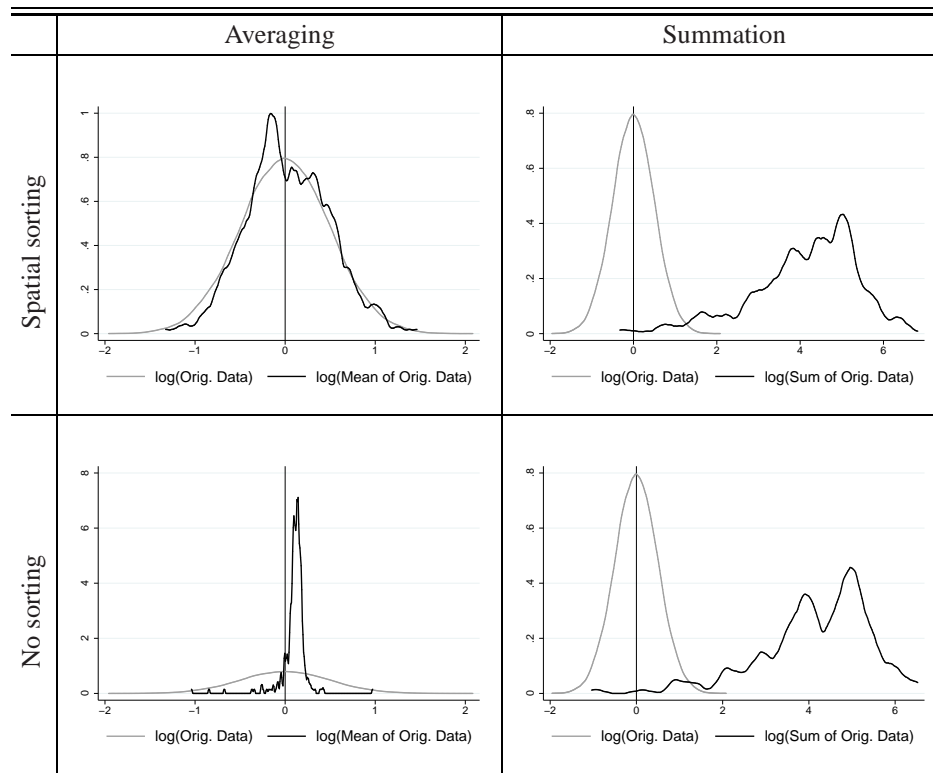 Averaging Summation
Spatial sorting
1
.8
.6
.4
.2
0
−2 −1 0 1 2
log(Orig. Data) log(Mean of Orig. Data)
.8
.6
.4
.2
0
−2 0 2 4 6
log(Orig. Data) log(Sum of Orig. Data)
No sorting
8
6
4
2
0
−2 −1 0 1 2
log(Orig. Data) log(Mean of Orig. Data)
.8
.6
.4
.2
0
−2 0 2 4 6
log(Orig. Data) log(Sum of Orig. Data)